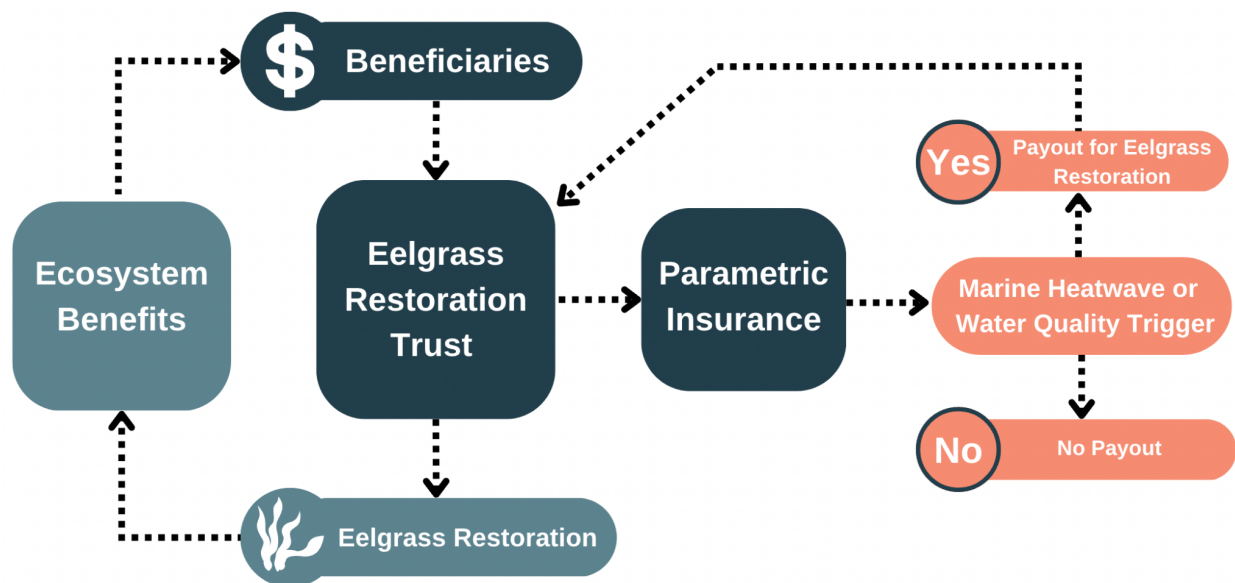 $ Beneficiaries
Ecosystem
Benefits
Eelgrass
Restoration
Trust
Parametric
Insurance
Yes
Payout for Eelgrass
Restoration
Marine Heatwave or
Water Quality Trigger
No
No Payout
Eelgrass Restoration